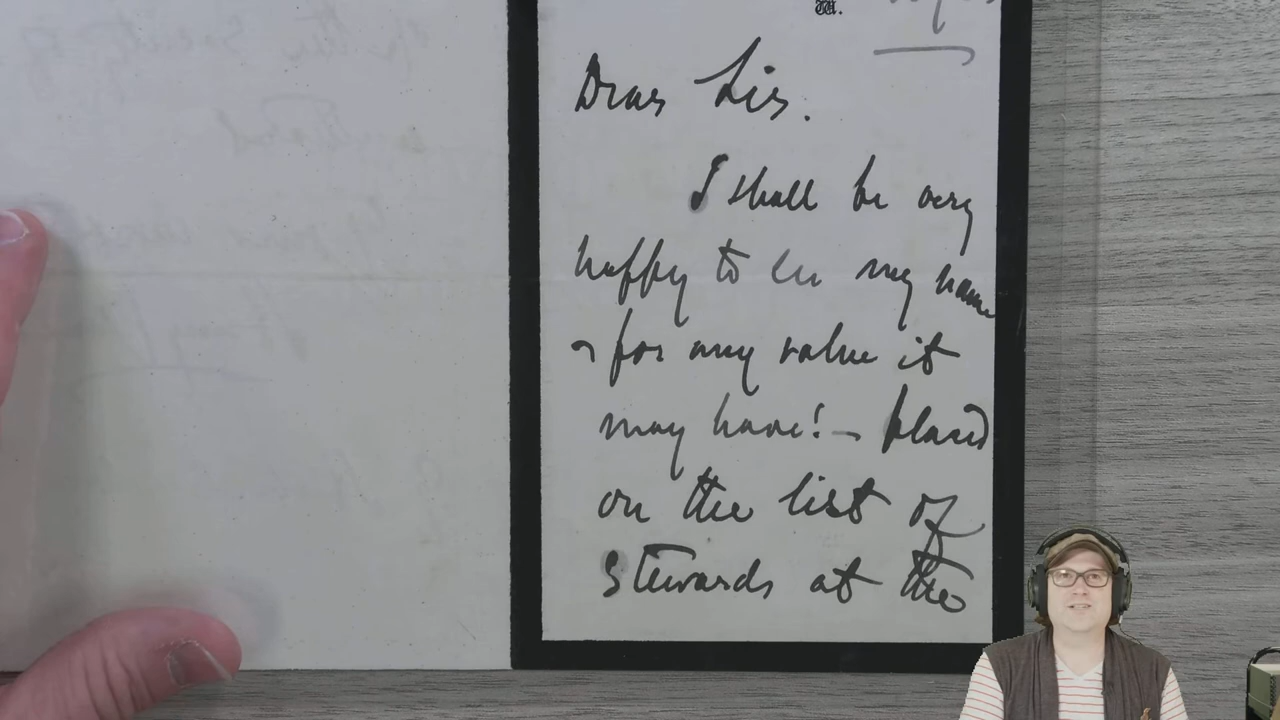 W.
Dear Sir.
I shall be very
happy to see my name
- for any value it
may have! - placed
on the list of
Stewards at the